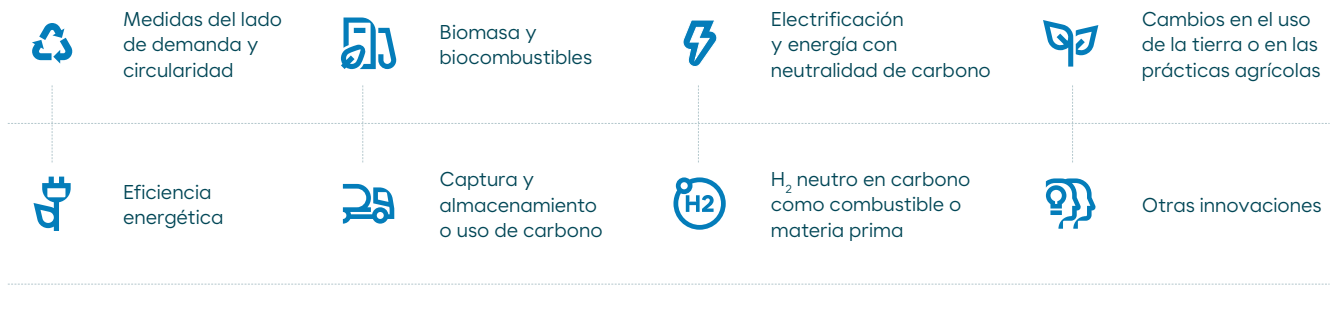 Medidas del lado
de demanda y
circularidad
Biomasa y
biocombustibles
Electrificación
y energía con
neutralidad de carbono
Cambios en el uso
de la tierra o en las
prácticas agrícolas
Eficiencia
energética
Captura y
almacenamiento
o uso de carbono
H2
H₂ neutro en carbono
como combustible o
materia prima
Otras innovaciones